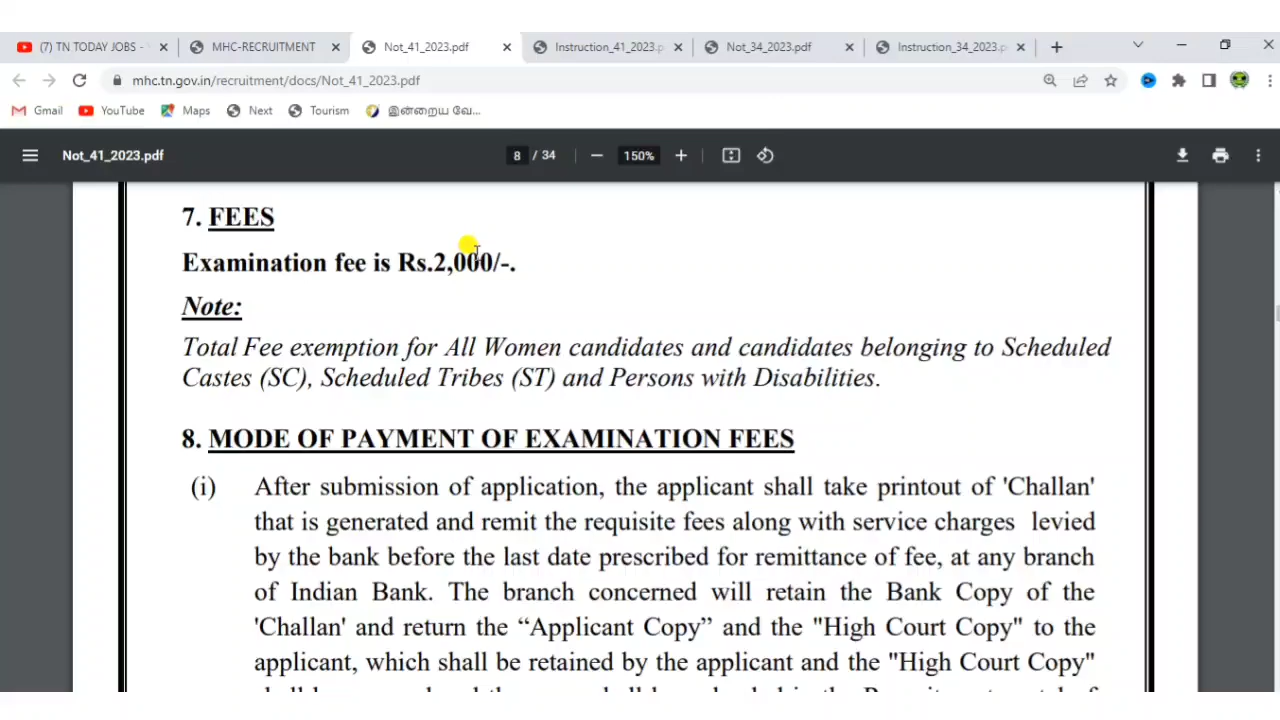 (7) TN TODAY JOBS -
MHC-RECRUITMENT
Not_41_2023.pdf
Instruction_41_2023.p
Not_34_2023.pdf
Instruction_34_2023.p
mhc.tn.gov.in/recruitment/docs/Not_41_2023.pdf
Gmail
YouTube
Maps
Next
Tourism
இன்றைய வே...
Not_41_2023.pdf
8 / 34
150%
7. FEES
Examination fee is Rs.2,000/-.
Note:
Total Fee exemption for All Women candidates and candidates belonging to Scheduled
Castes (SC), Scheduled Tribes (ST) and Persons with Disabilities.
8. MODE OF PAYMENT OF EXAMINATION FEES
(i) After submission of application, the applicant shall take printout of 'Challan'
that is generated and remit the requisite fees along with service charges levied
by the bank before the last date prescribed for remittance of fee, at any branch
of Indian Bank. The branch concerned will retain the Bank Copy of the
'Challan' and return the “Applicant Copy” and the "High Court Copy" to the
applicant, which shall be retained by the applicant and the "High Court Copy"